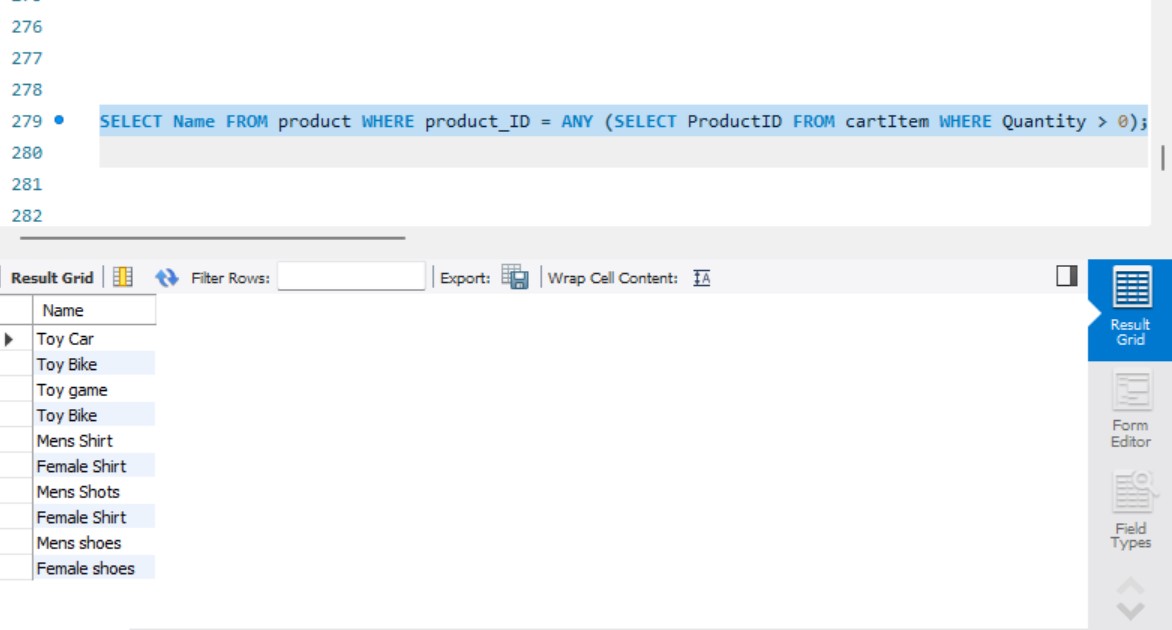 276
277
278
279 SELECT Name FROM product WHERE product_ID = ANY (SELECT ProductID FROM cartItem WHERE Quantity > 0);
280
281
282
Result Grid Filter Rows: Export: Wrap Cell Content: IA
Result Grid
Name
Toy Car
Toy Bike
Toy game
Toy Bike
Mens Shirt
Female Shirt
Mens Shots
Female Shirt
Mens shoes
Female shoes
Form Editor
Field Types